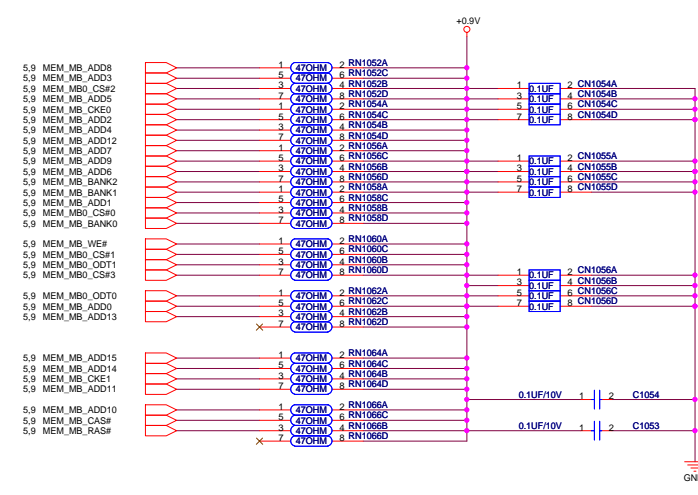 +0.9V
5,9 MEM_MB_ADD8 1 47OHM 2 RN1052A
5,9 MEM_MB_ADD3 5 47OHM 6 RN1052C
5,9 MEM_MB0_CS#2 3 47OHM 4 RN1052B 1 0.1UF 2 CN1054A
5,9 MEM_MB_ADD5 7 47OHM 8 RN1052D 3 4 CN1054B
5,9 MEM_MB_CKE0 1 47OHM 2 RN1054A 5 0.1UF 6 CN1054C
5,9 MEM_MB_ADD2 5 47OHM 6 RN1054C 7 0.1UF 8 CN1054D
5,9 MEM_MB_ADD4 3 47OHM 4 RN1054B
5,9 MEM_MB_ADD12 7 47OHM 8 RN1054D
5,9 MEM_MB_ADD7 1 47OHM 2 RN1056A
5,9 MEM_MB_ADD9 5 47OHM 6 RN1056C 1 0.1UF 2 CN1055A
5,9 MEM_MB_ADD6 3 47OHM 4 RN1056B 3 0.1UF 4 CN1055B
5,9 MEM_MB_BANK2 7 47OHM 8 RN1056D 5 0.1UF 6 CN1055C
5,9 MEM_MB_BANK1 1 47OHM 2 RN1058A 7 0.1UF 8 CN1055D
5,9 MEM_MB_ADD1 5 47OHM 6 RN1058C
5,9 MEM_MB0_CS#0 3 47OHM 4 RN1058B
5,9 MEM_MB_BANK0 7 47OHM 8 RN1058D
5,9 MEM_MB_WE# 1 47OHM 2 RN1060A
5,9 MEM_MB0_CS#1 5 47OHM 6 RN1060C
5,9 MEM_MB0_ODT1 3 47OHM 4 RN1060B
5,9 MEM_MB0_CS#3 7 47OHM 8 RN1060D 1 0.1UF 2 CN1056A
3 0.1UF 4 CN1056B
5,9 MEM_MB0_ODT0 1 47OHM 2 RN1062A 5 0.1UF 6 CN1056C
5,9 MEM_MB_ADD0 5 47OHM 6 RN1062C 7 0.1UF 8 CN1056D
5,9 MEM_MB_ADD13 3 47OHM 4 RN1062B
7 47OHM 8 RN1062D
5,9 MEM_MB_ADD15 1 47OHM 2 RN1064A
5,9 MEM_MB_ADD14 5 47OHM 6 RN1064C
5,9 MEM_MB_CKE1 3 47OHM 4 RN1064B
5,9 MEM_MB_ADD11 7 47OHM 8 RN1064D
0.1UF/10V 1 2 C1054
5,9 MEM_MB_ADD10 1 47OHM 2 RN1066A
5,9 MEM_MB_CAS# 5 47OHM 6 RN1066C
5,9 MEM_MB_RAS# 3 47OHM 4 RN1066B 0.1UF/10V 1 2 C1053
7 47OHM 8 RN1066D